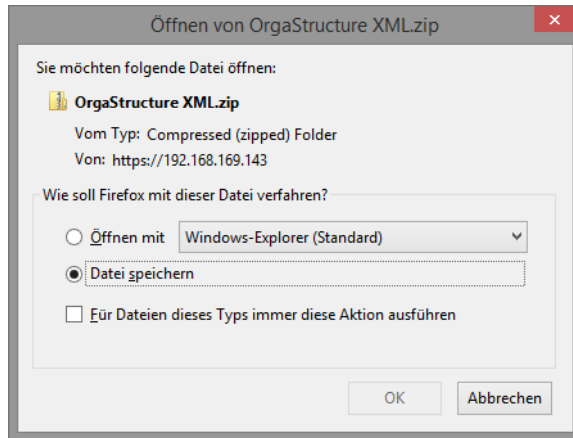 Öffnen von OrgaStructure XML.zip
Sie möchten folgende Datei öffnen:
OrgaStructure XML.zip
Vom Typ: Compressed (zipped) Folder
Von: https://192.168.169.143
Wie soll Firefox mit dieser Datei verfahren?
Öffnen mit Windows-Explorer (Standard)
Datei speichern
Für Dateien dieses Typs immer diese Aktion ausführen
OK Abbrechen